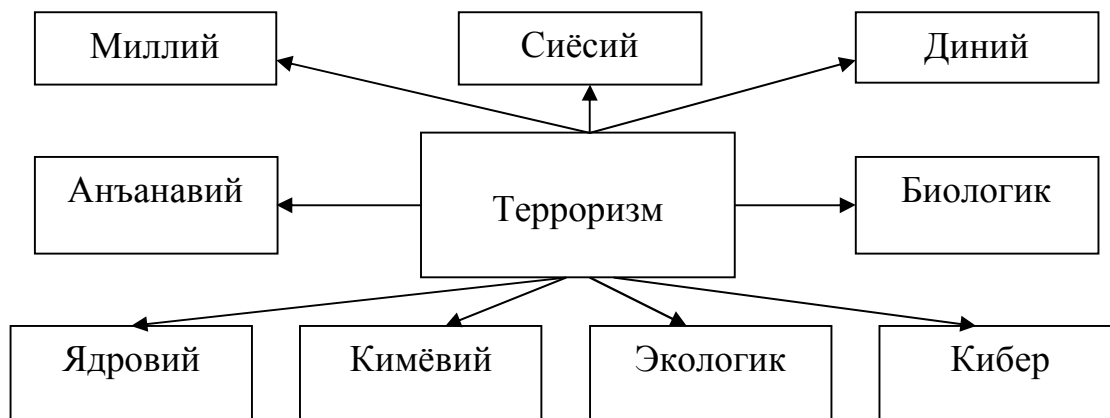 Миллий
Сиёсий
Диний
Анъанавий
Терроризм
Биологик
Ядровий
Кимёвий
Экологик
Кибер